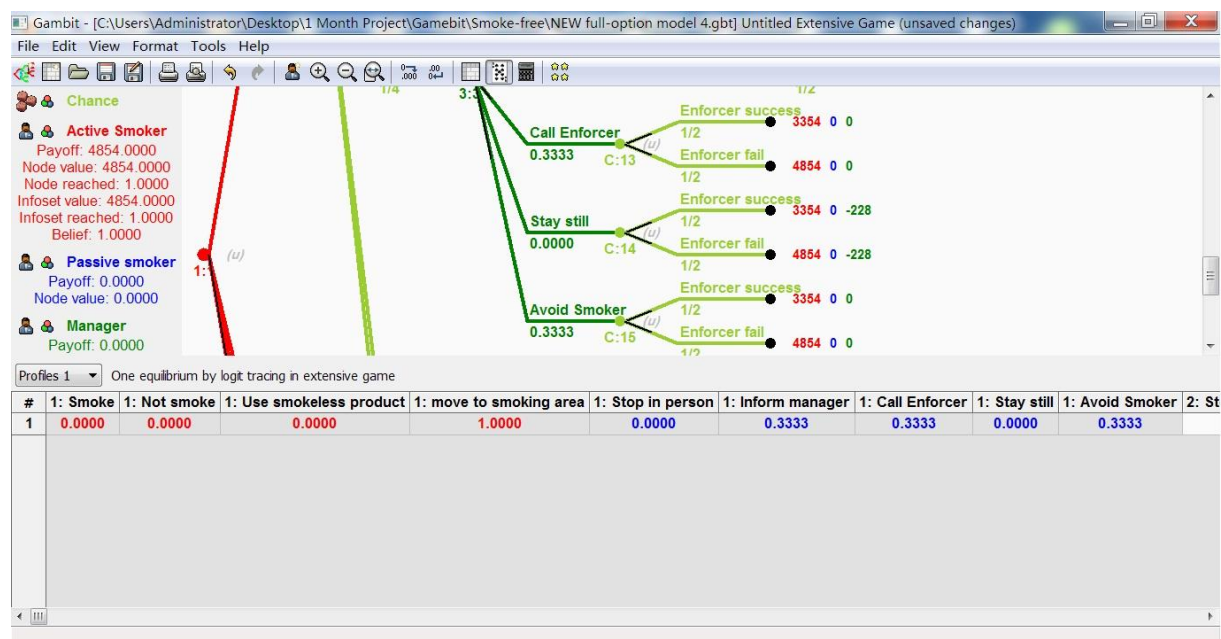 Gambit - [C:\Users\Administrator\Desktop\1 Month Project\Gamebit\Smoke-free\NEW full-option model 4.gbt] Untitled Extensive Game (unsaved changes)
File Edit View Format Tools Help
Chance
Active Smoker
Payoff: 4854.0000
Node value: 4854.0000
Node reached: 1.0000
Infoset value: 4854.0000
Infoset reached: 1.0000
Belief: 1.0000
Passive smoker
Payoff: 0.0000
Node value: 0.0000
Manager
Payoff: 0.0000
(u)
1/4
1/2
Call Enforcer
0.3333
C:13
(u)
Enforcer success
1/2
3354 0 0
Enforcer fail
1/2
4854 0 0
Stay still
0.0000
C:14
(u)
Enforcer success
1/2
3354 0 -228
Enforcer fail
1/2
4854 0 -228
Avoid Smoker
0.3333
C:15
(u)
Enforcer success
1/2
3354 0 0
Enforcer fail
1/2
4854 0 0
Profiles 1 One equilibrium by logit tracing in extensive game
# 1: Smoke 1: Not smoke 1: Use smokeless product 1: move to smoking area 1: Stop in person 1: Inform manager 1: Call Enforcer 1: Stay still 1: Avoid Smoker 2: St
1 0.0000 0.0000 0.0000 1.0000 0.0000 0.3333 0.3333 0.0000 0.3333